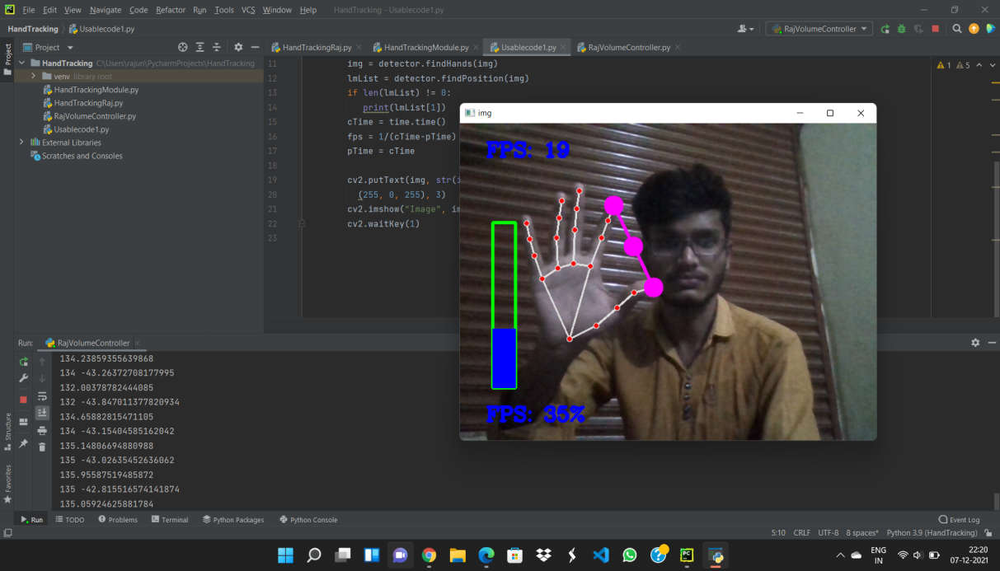 File Edit View Navigate Code Refactor Run Tools VCS Window Help HandTracking - Usablecode1.py
HandTracking Usablecode1.py RajVolumeController
Project HandTrackingRaj.py HandTrackingModule.py Usablecode1.py RajVolumeController.py
Project
HandTracking C:\Users\rajun\PycharmProjects\HandTracking
venv library root
HandTrackingModule.py
HandTrackingRaj.py
RajVolumeController.py
Usablecode1.py
External Libraries
Scratches and Consoles
11 img = detector.findHands(img)
12 lmList = detector.findPosition(img)
13 if len(lmList) != 0:
14 print(lmList[1])
15 cTime = time.time()
16 fps = 1/(cTime-pTime)
17 pTime = cTime
18
19 cv2.putText(img, str(i
20 (255, 0, 255), 3)
21 cv2.imshow("Image", im
22 cv2.waitKey(1)
23
1 5
img
FPS: 19
FPS: 35%
Run: RajVolumeController
134.23859355639868
134 -43.26372708177995
132.00378782444085
132 -43.847011377820934
134.65882815471105
134 -43.15404585162042
135.14806694880988
135 -43.02635452636062
135.95587519485872
135 -42.815516574141874
135.05924625881784
Structure
Favorites
Run TODO Problems Terminal Python Packages Python Console Event Log
5:10 CRLF UTF-8 8 spaces* Python 3.9 (HandTracking)
ENG
IN
22:20
07-12-2021